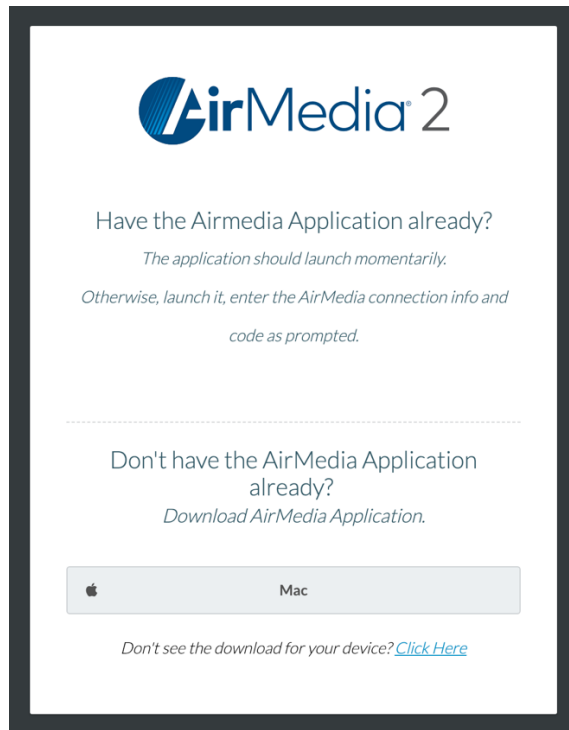 AirMedia® 2
Have the Airmedia Application already?
The application should launch momentarily.
Otherwise, launch it, enter the AirMedia connection info and
code as prompted.
Don't have the AirMedia Application
already?
Download AirMedia Application.
Mac
Don't see the download for your device? Click Here